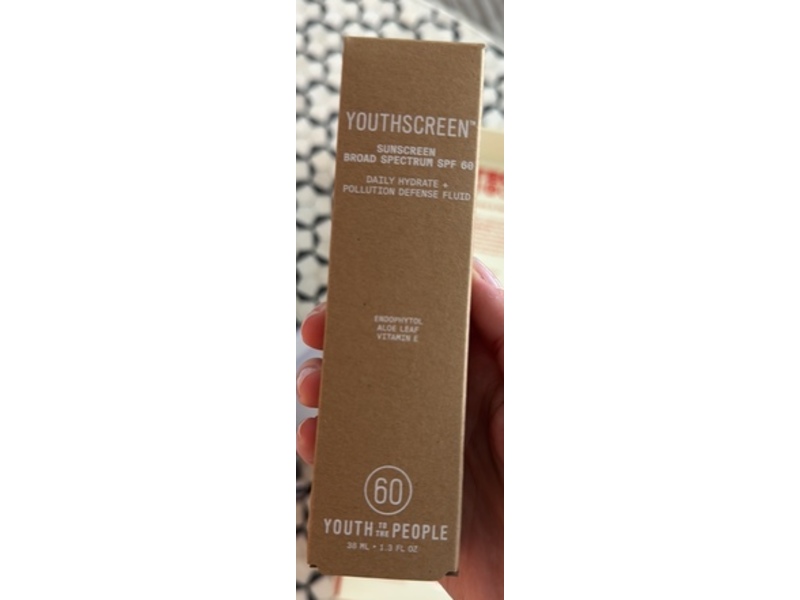 YOUTHSCREEN™
SUNSCREEN
BROAD SPECTRUM SPF 60
DAILY HYDRATE +
POLLUTION DEFENSE FLUID
ENDOPHYTOL
ALOE LEAF
VITAMIN E
60
YOUTH TO THE PEOPLE
38 ML • 1.3 FL OZ